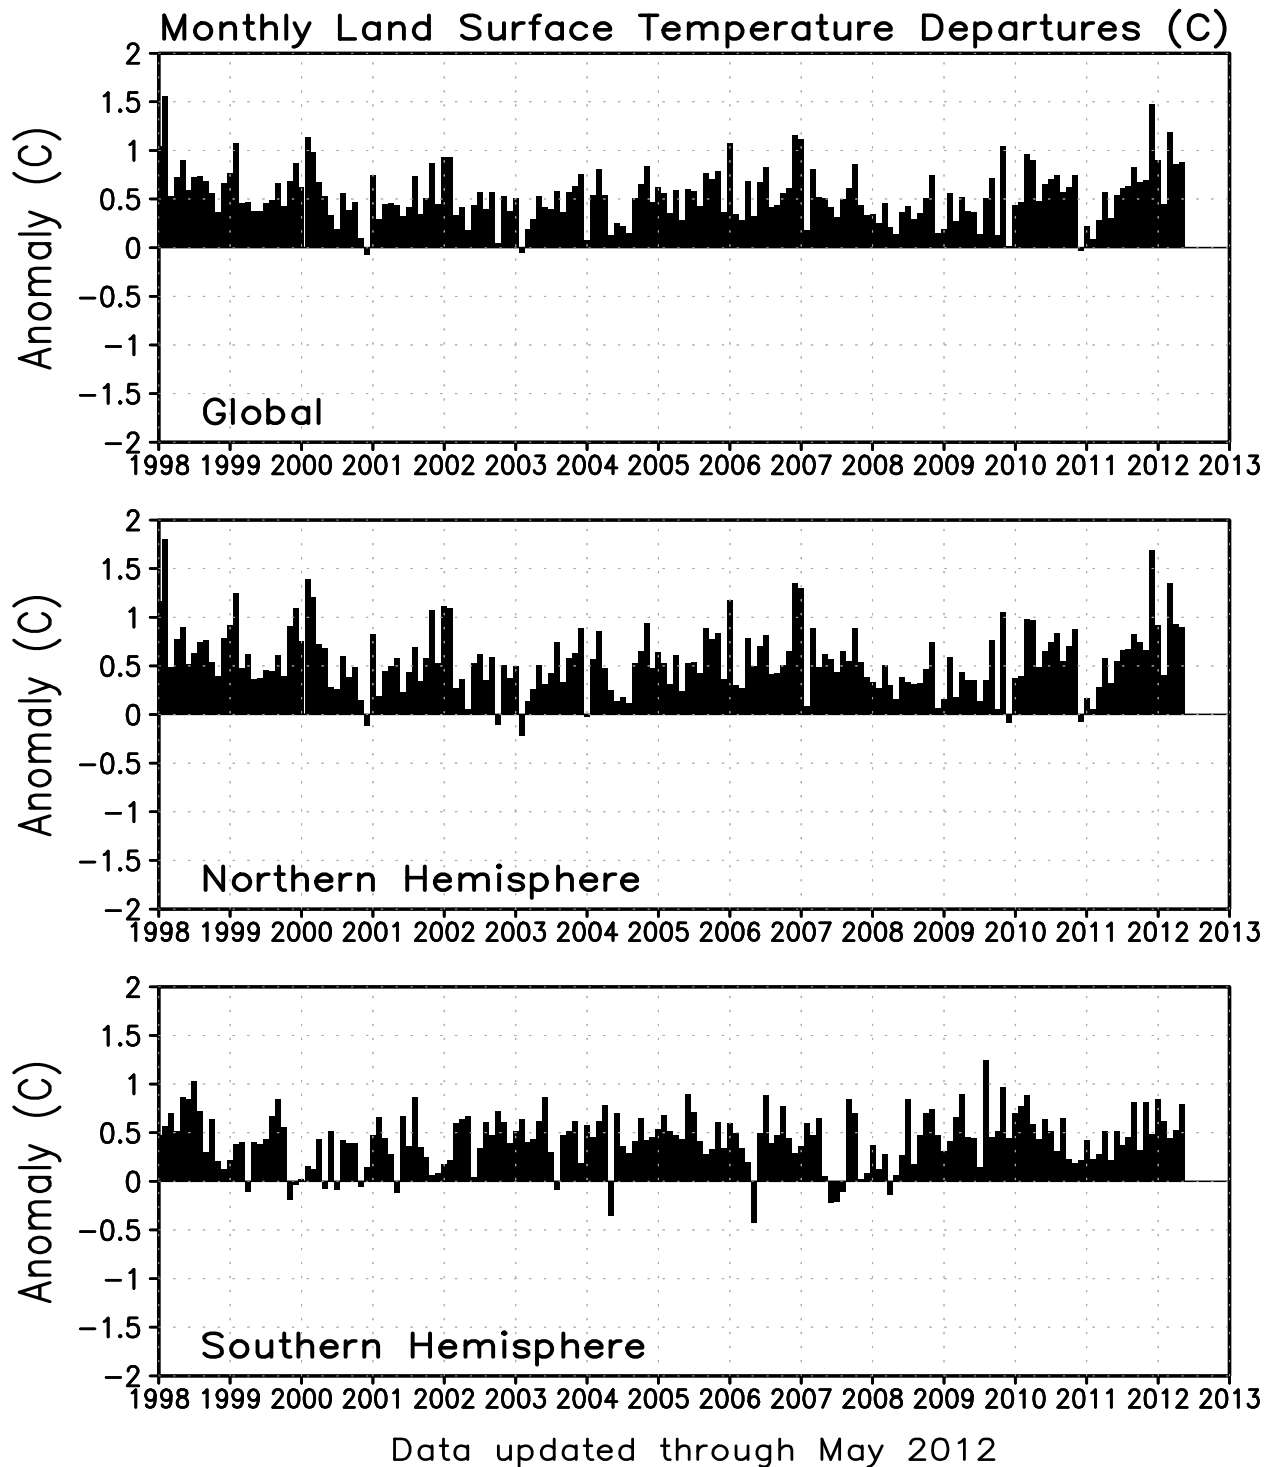 Monthly Land Surface Temperature Departures (C)
Anomaly (C)
2
1.5
1
0.5
0
−0.5
−1
−1.5
−2
Global
1998 1999 2000 2001 2002 2003 2004 2005 2006 2007 2008 2009 2010 2011 2012 2013
Anomaly (C)
2
1.5
1
0.5
0
−0.5
−1
−1.5
−2
Northern Hemisphere
1998 1999 2000 2001 2002 2003 2004 2005 2006 2007 2008 2009 2010 2011 2012 2013
Anomaly (C)
2
1.5
1
0.5
0
−0.5
−1
−1.5
−2
Southern Hemisphere
1998 1999 2000 2001 2002 2003 2004 2005 2006 2007 2008 2009 2010 2011 2012 2013
Data updated through May 2012